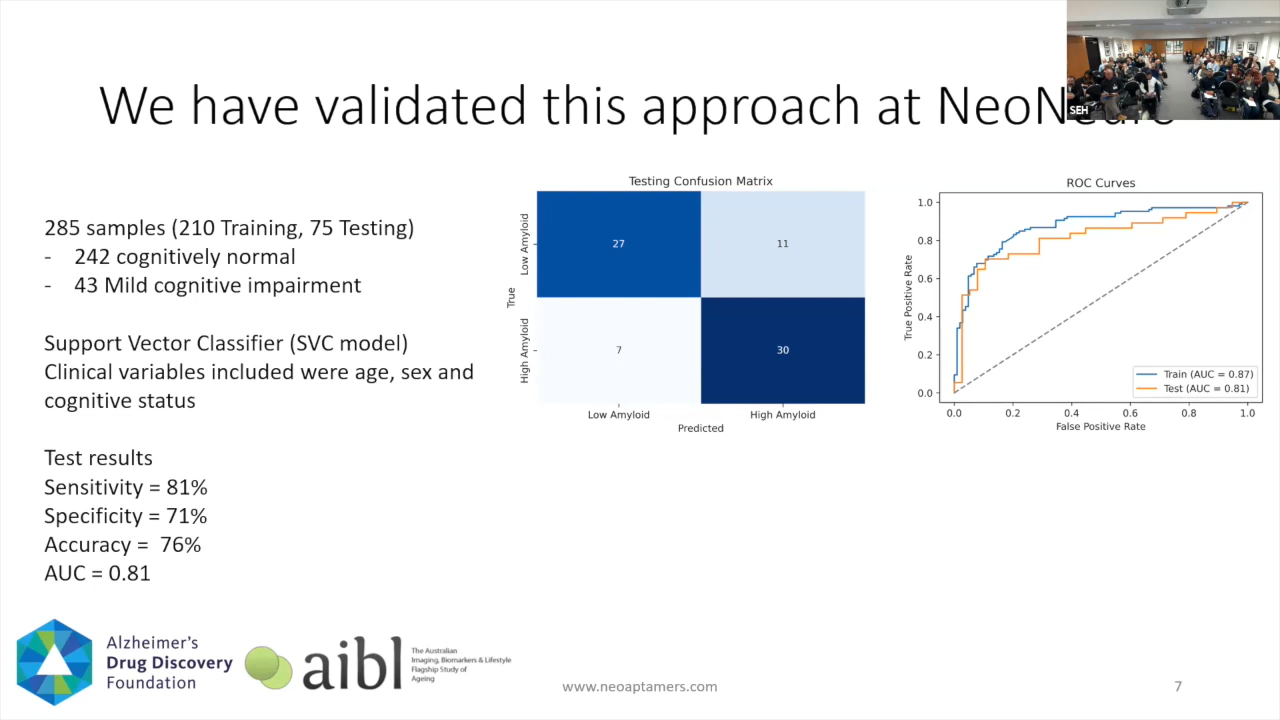 We have validated this approach at NeoNeuro
SEH
285 samples (210 Training, 75 Testing)
- 242 cognitively normal
- 43 Mild cognitive impairment
Support Vector Classifier (SVC model)
Clinical variables included were age, sex and
cognitive status
Test results
Sensitivity = 81%
Specificity = 71%
Accuracy = 76%
AUC = 0.81
Testing Confusion Matrix
True
Low Amyloid
High Amyloid
27
11
7
30
Low Amyloid
High Amyloid
Predicted
ROC Curves
True Positive Rate
1.0
0.8
0.6
0.4
0.2
0.0
Train (AUC = 0.87)
Test (AUC = 0.81)
0.0
0.2
0.4
0.6
0.8
1.0
False Positive Rate
Alzheimer's
Drug Discovery
Foundation
aibl
The Australian
Imaging, Biomarkers & Lifestyle
Flagship Study of
Ageing
www.neoaptamers.com
7